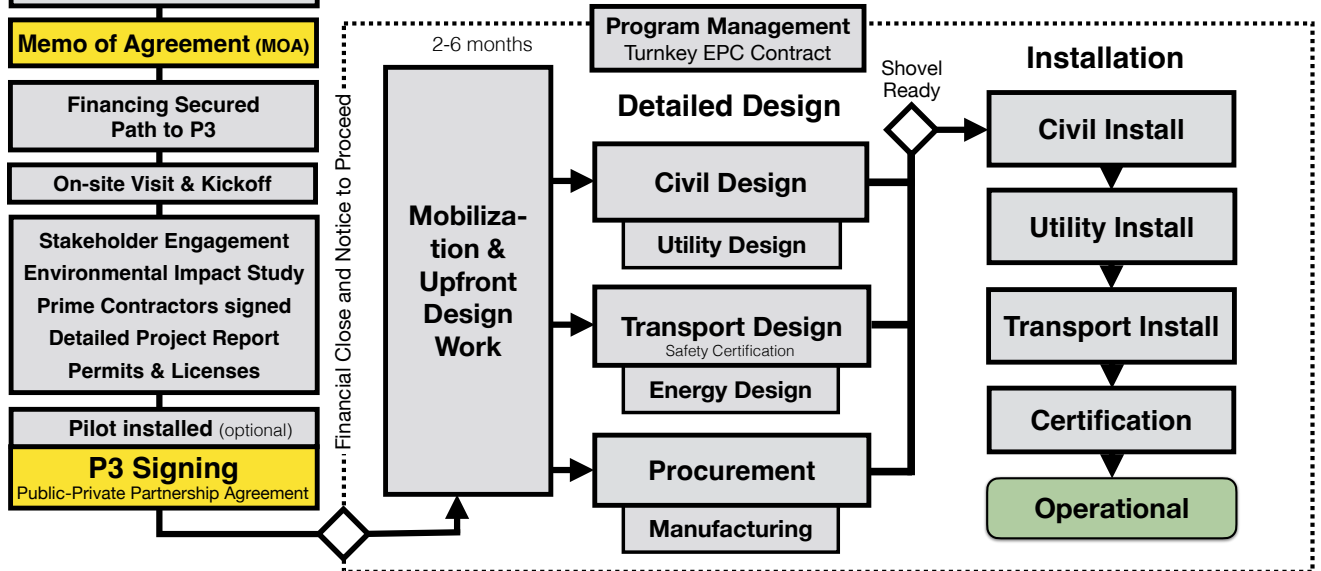 Memo of Agreement (MOA)
Financing Secured
Path to P3
On-site Visit & Kickoff
Stakeholder Engagement
Environmental Impact Study
Prime Contractors signed
Detailed Project Report
Permits & Licenses
Pilot installed (optional)
P3 Signing
Public-Private Partnership Agreement
Financial Close and Notice to Proceed
2-6 months
Mobiliza-
tion &
Upfront
Design
Work
Program Management
Turnkey EPC Contract
Detailed Design
Civil Design
Utility Design
Transport Design
Safety Certification
Energy Design
Procurement
Manufacturing
Shovel
Ready
Installation
Civil Install
Utility Install
Transport Install
Certification
Operational